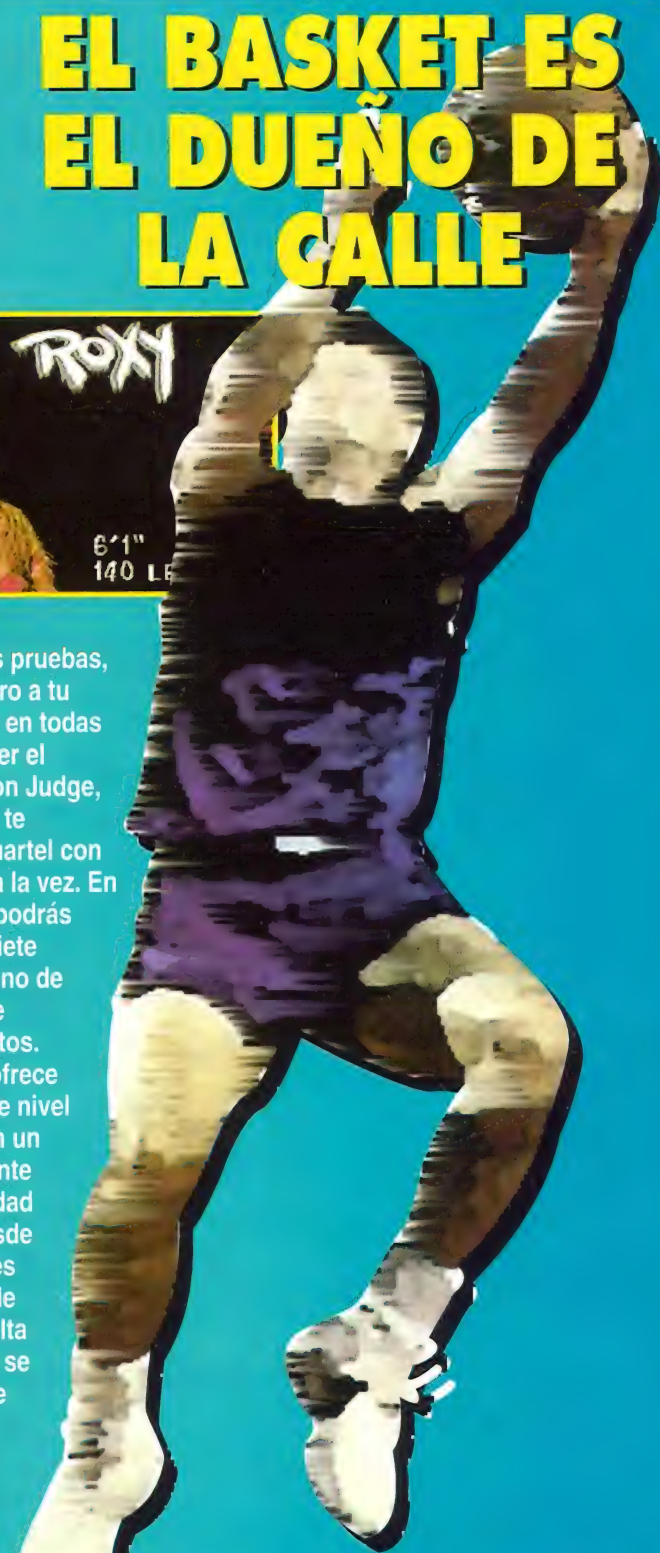 EL BASKET ES
EL DUEÑO DE
LA CALLE
ROXY
6'1"
140
s pruebas,
ro a tu
en todas
er el
on Judge,
te
uartel con
a la vez. En
podrás
iete
no de
e
tos.
ofrece
e nivel
n un
nte
dad
sde
es
le
lta
se
e